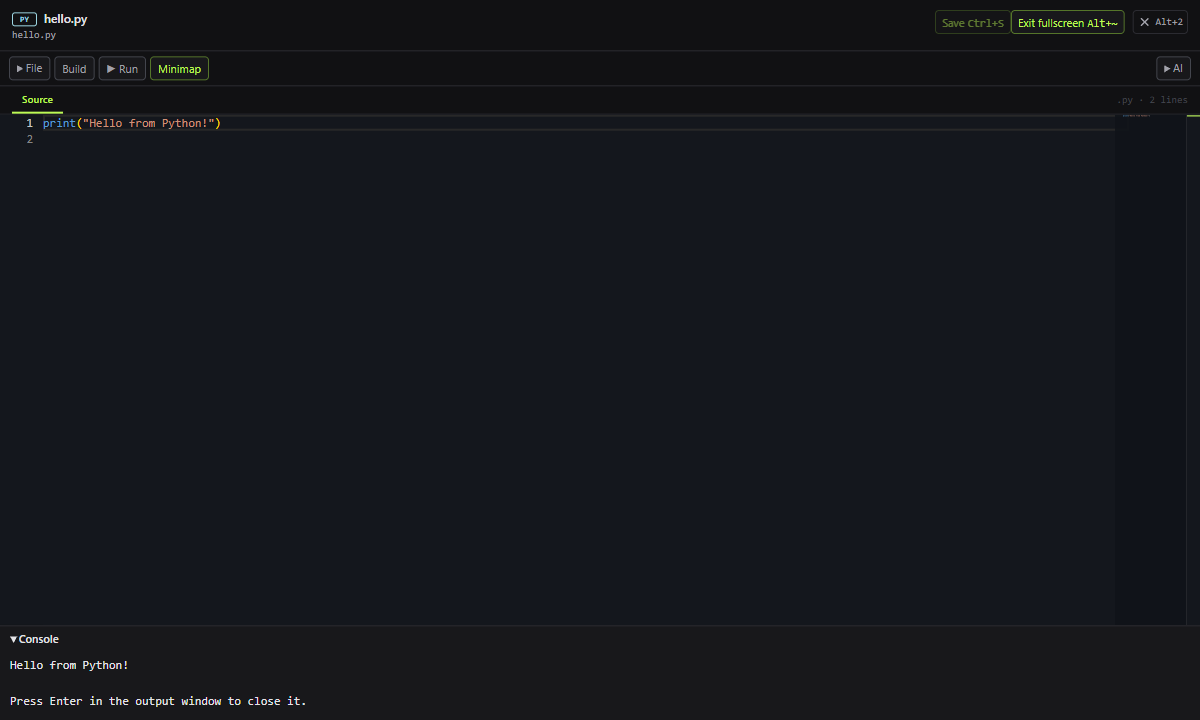 PY hello.py
hello.py
Save Ctrl+S
Exit fullscreen Alt+~
✕ Alt+2
▶ File
Build
▶ Run
Minimap
▶ AI
Source
.py · 2 lines
1 print("Hello from Python!")
2
▼ Console
Hello from Python!
Press Enter in the output window to close it.